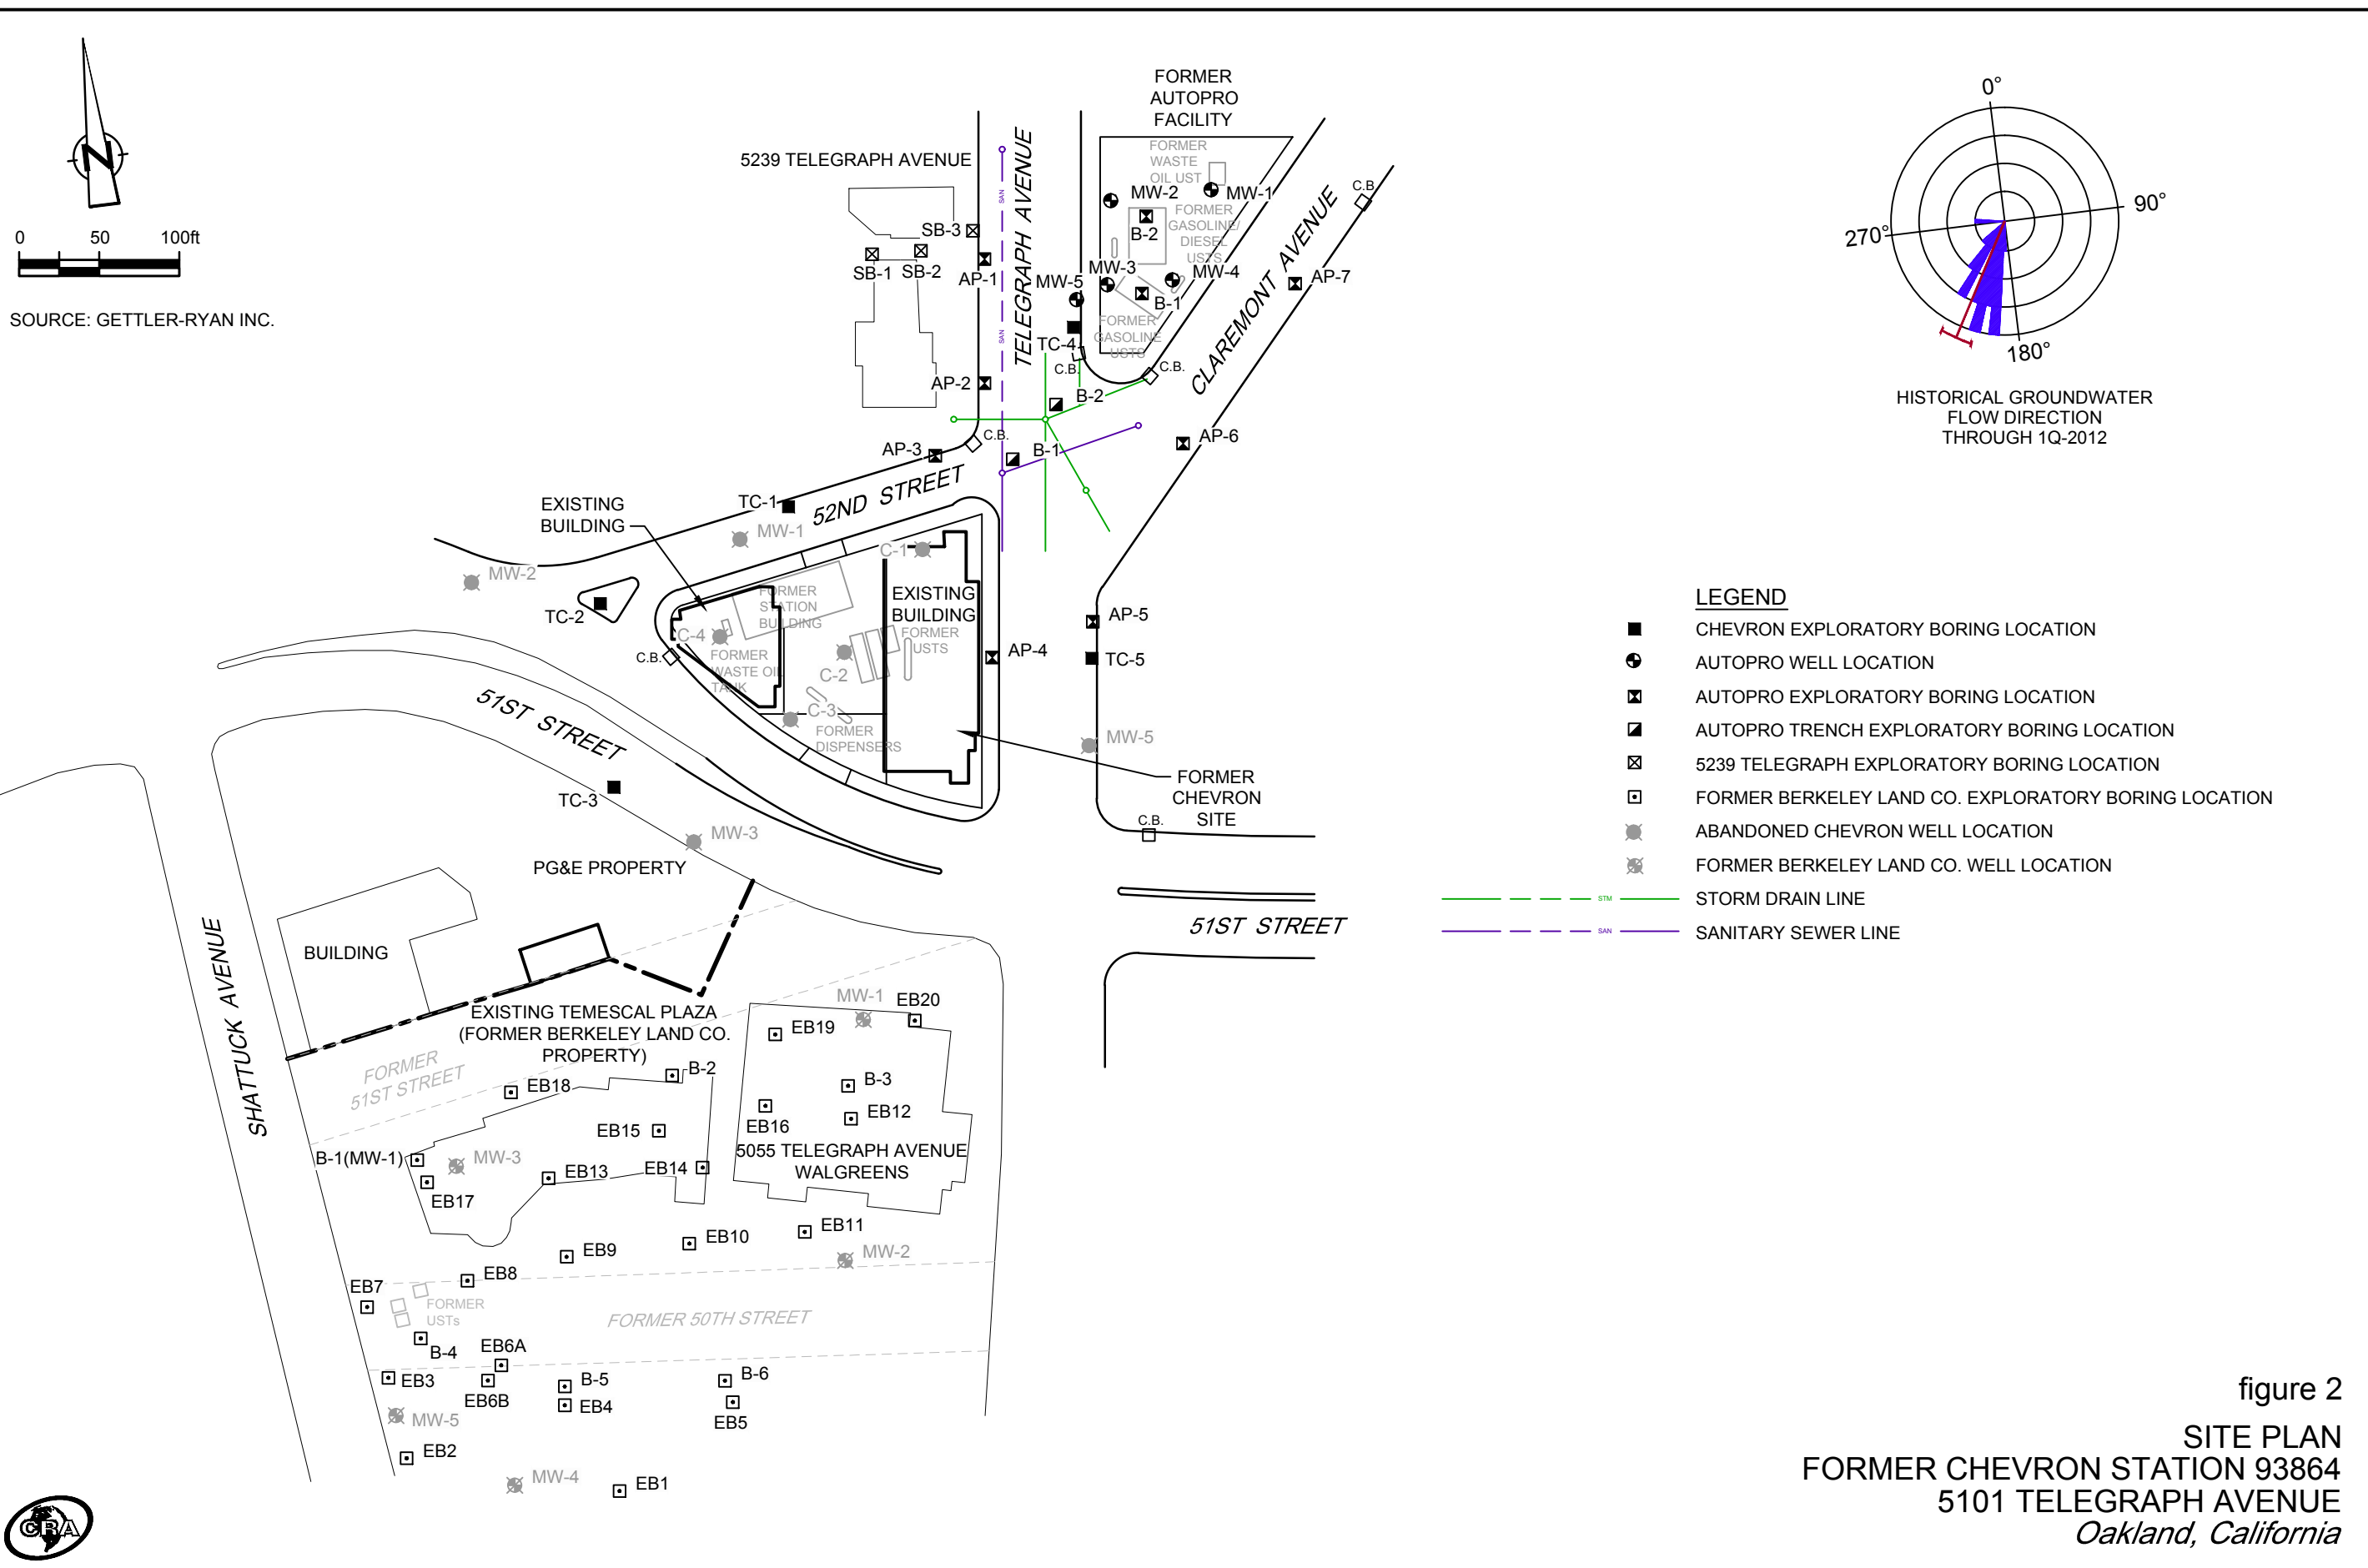 N
0 50 100ft
SOURCE: GETTLER-RYAN INC.
FORMER
AUTOPRO
FACILITY
5239 TELEGRAPH AVENUE
TELEGRAPH AVENUE
SAN
SAN
FORMER
WASTE
OIL UST
MW-2
MW-1
FORMER
GASOLINE/
DIESEL
USTS
B-2
C.B.
SB-3
SB-1
SB-2
AP-1
MW-5
MW-3
MW-4
B-1
AP-7
FORMER
GASOLINE
USTS
TC-4
C.B.
C.B.
CLAREMONT AVENUE
AP-2
B-2
AP-3
C.B.
B-1
AP-6
0°
90°
180°
270°
HISTORICAL GROUNDWATER
FLOW DIRECTION
THROUGH 1Q-2012
EXISTING
BUILDING
TC-1
52ND STREET
MW-1
C-1
MW-2
TC-2
FORMER
STATION
BUILDING
EXISTING
BUILDING
FORMER
USTS
C-4
C.B.
FORMER
WASTE OIL
TANK
C-2
C-3
FORMER
DISPENSERS
AP-4
AP-5
TC-5
MW-5
51ST STREET
TC-3
MW-3
FORMER
CHEVRON
SITE
C.B.
PG&E PROPERTY
51ST STREET
LEGEND
CHEVRON EXPLORATORY BORING LOCATION
AUTOPRO WELL LOCATION
AUTOPRO EXPLORATORY BORING LOCATION
AUTOPRO TRENCH EXPLORATORY BORING LOCATION
5239 TELEGRAPH EXPLORATORY BORING LOCATION
FORMER BERKELEY LAND CO. EXPLORATORY BORING LOCATION
ABANDONED CHEVRON WELL LOCATION
FORMER BERKELEY LAND CO. WELL LOCATION
STM STORM DRAIN LINE
SAN SANITARY SEWER LINE
BUILDING
SHATTUCK AVENUE
EXISTING TEMESCAL PLAZA
(FORMER BERKELEY LAND CO.
PROPERTY)
FORMER
51ST STREET
MW-1
EB20
EB19
B-2
EB18
B-3
EB12
EB16
EB15
5055 TELEGRAPH AVENUE
WALGREENS
B-1(MW-1)
MW-3
EB13
EB14
EB17
EB11
EB10
EB9
MW-2
EB8
EB7
FORMER
USTs
FORMER 50TH STREET
B-4
EB6A
EB3
EB6B
B-5
EB4
B-6
EB5
MW-5
EB2
MW-4
EB1
CRA
figure 2
SITE PLAN
FORMER CHEVRON STATION 93864
5101 TELEGRAPH AVENUE
Oakland, California